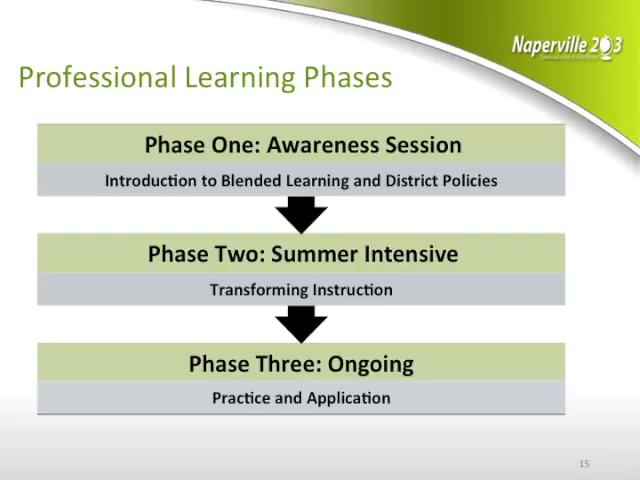 Naperville 203
Professional Learning Phases
Phase One: Awareness Session
Introduction to Blended Learning and District Policies
Phase Two: Summer Intensive
Transforming Instruction
Phase Three: Ongoing
Practice and Application
15